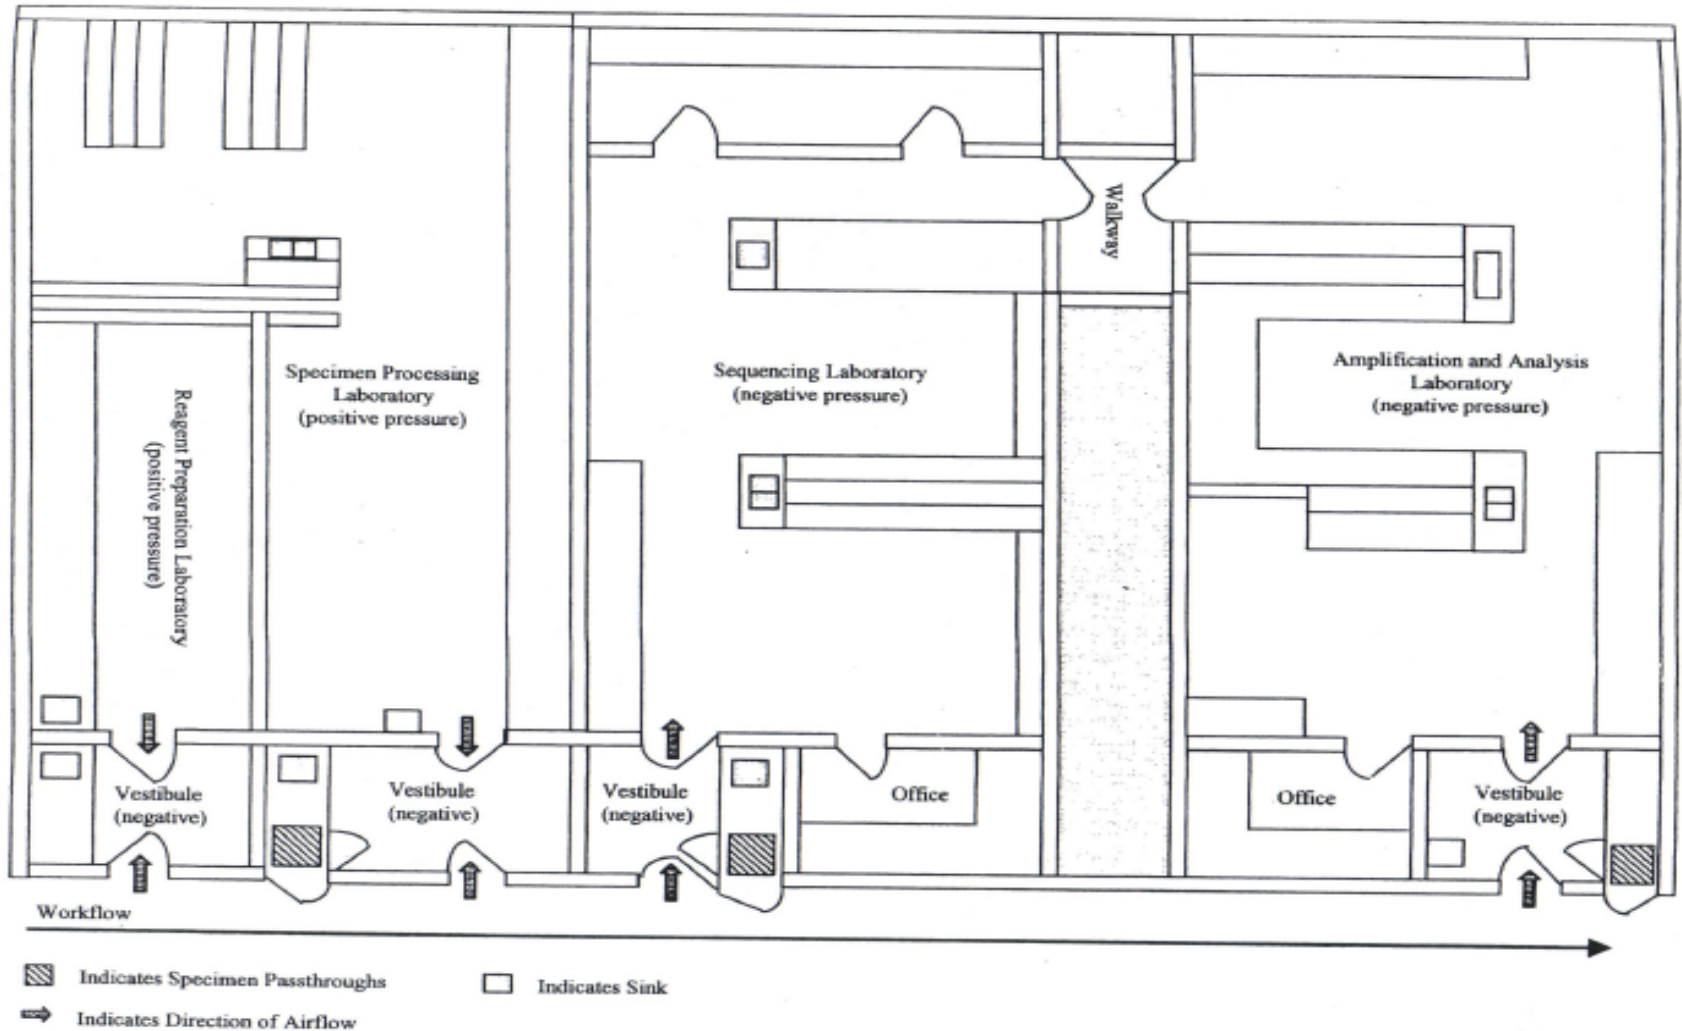 Walkway
Specimen Processing
Laboratory
(positive pressure)
Sequencing Laboratory
(negative pressure)
Amplification and Analysis
Laboratory
(negative pressure)
Reagent Preparation Laboratory
(positive pressure)
Vestibule
(negative)
Vestibule
(negative)
Vestibule
(negative)
Office
Office
Vestibule
(negative)
Workflow
Indicates Specimen Passthroughs
Indicates Sink
Indicates Direction of Airflow